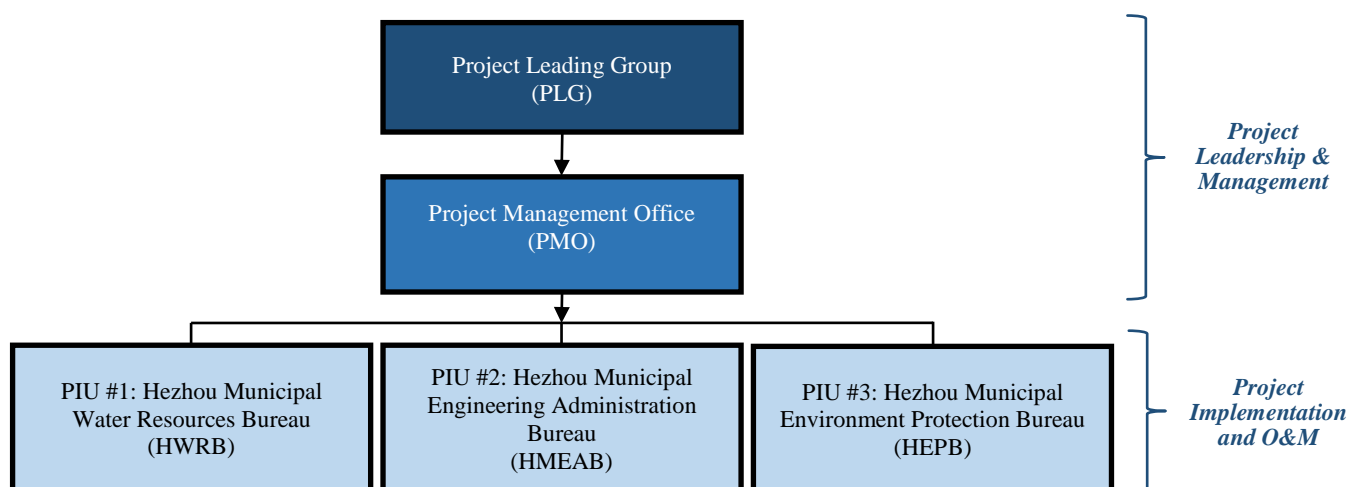 Project Leading Group
(PLG)
Project
Leadership &
Management
Project Management Office
(PMO)
PIU #1: Hezhou Municipal
Water Resources Bureau
(HWRB)
PIU #2: Hezhou Municipal
Engineering Administration
Bureau
(HMEAB)
PIU #3: Hezhou Municipal
Environment Protection Bureau
(HEPB)
Project
Implementation
and O&M